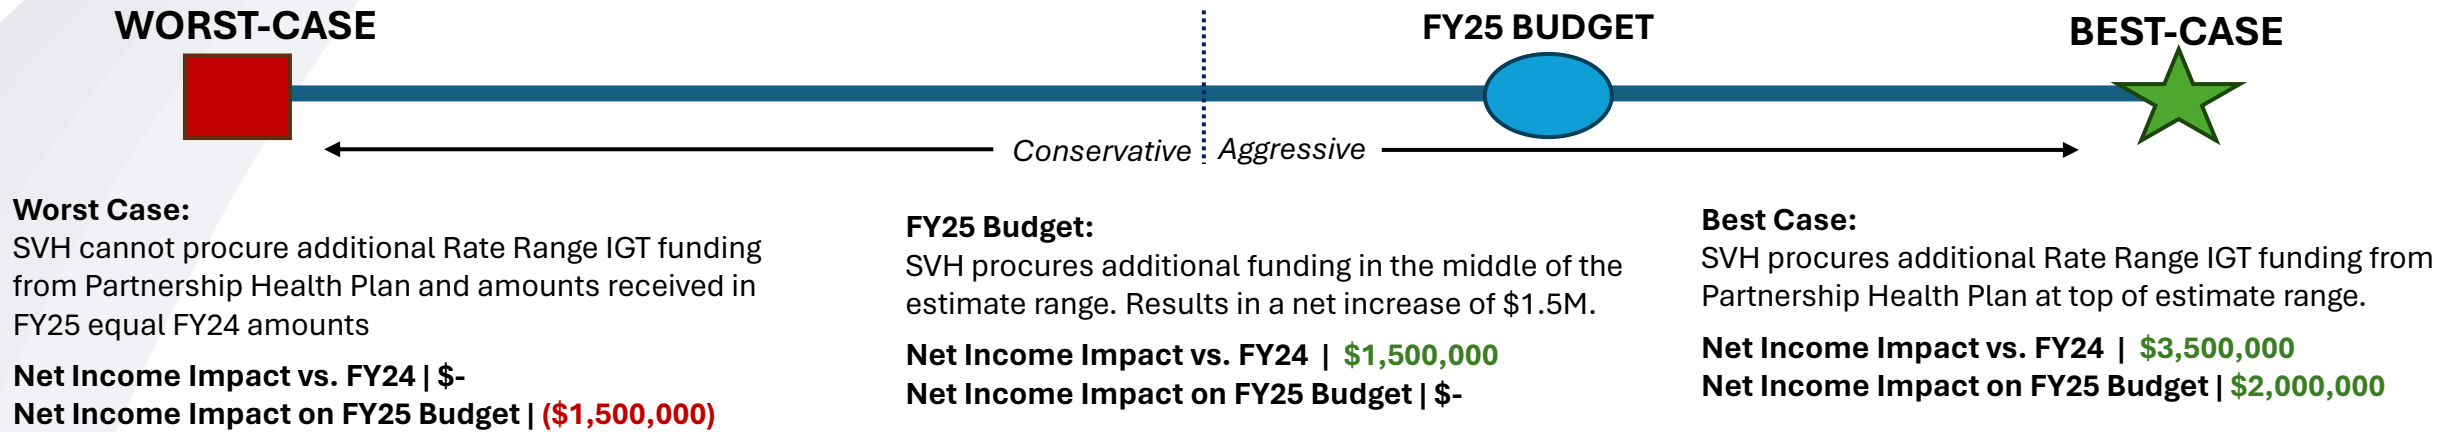 WORST-CASE
FY25 BUDGET
BEST-CASE
Conservative
Aggressive
Worst Case:
SVH cannot procure additional Rate Range IGT funding
from Partnership Health Plan and amounts received in
FY25 equal FY24 amounts
Net Income Impact vs. FY24 | $-
Net Income Impact on FY25 Budget | ($1,500,000)
FY25 Budget:
SVH procures additional funding in the middle of the
estimate range. Results in a net increase of $1.5M.
Net Income Impact vs. FY24 | $1,500,000
Net Income Impact on FY25 Budget | $-
Best Case:
SVH procures additional Rate Range IGT funding from
Partnership Health Plan at top of estimate range.
Net Income Impact vs. FY24 | $3,500,000
Net Income Impact on FY25 Budget | $2,000,000